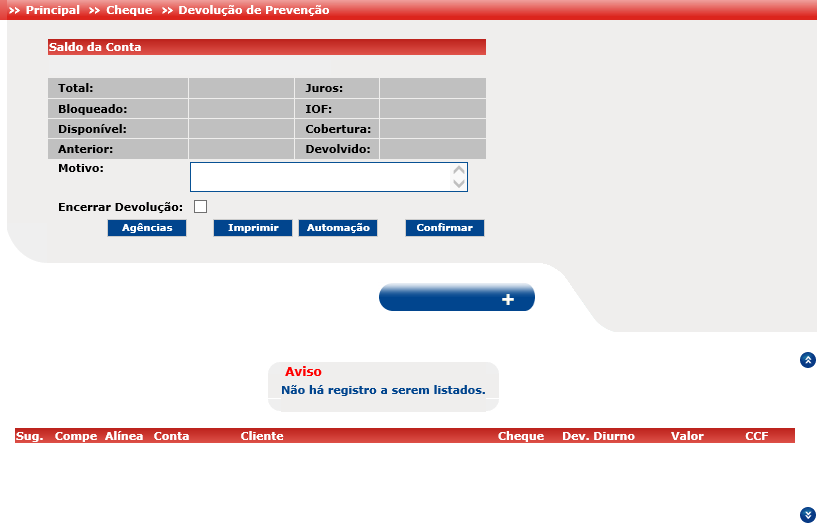 >> Principal >> Cheque >> Devolução de Prevenção
Saldo da Conta
Total: Juros:
Bloqueado: IOF:
Disponível: Cobertura:
Anterior: Devolvido:
Motivo:
Encerrar Devolução:
Agências Imprimir Automação Confirmar
+
Aviso
Não há registro a serem listados.
Sug. Compe Alínea Conta Cliente Cheque Dev. Diurno Valor CCF